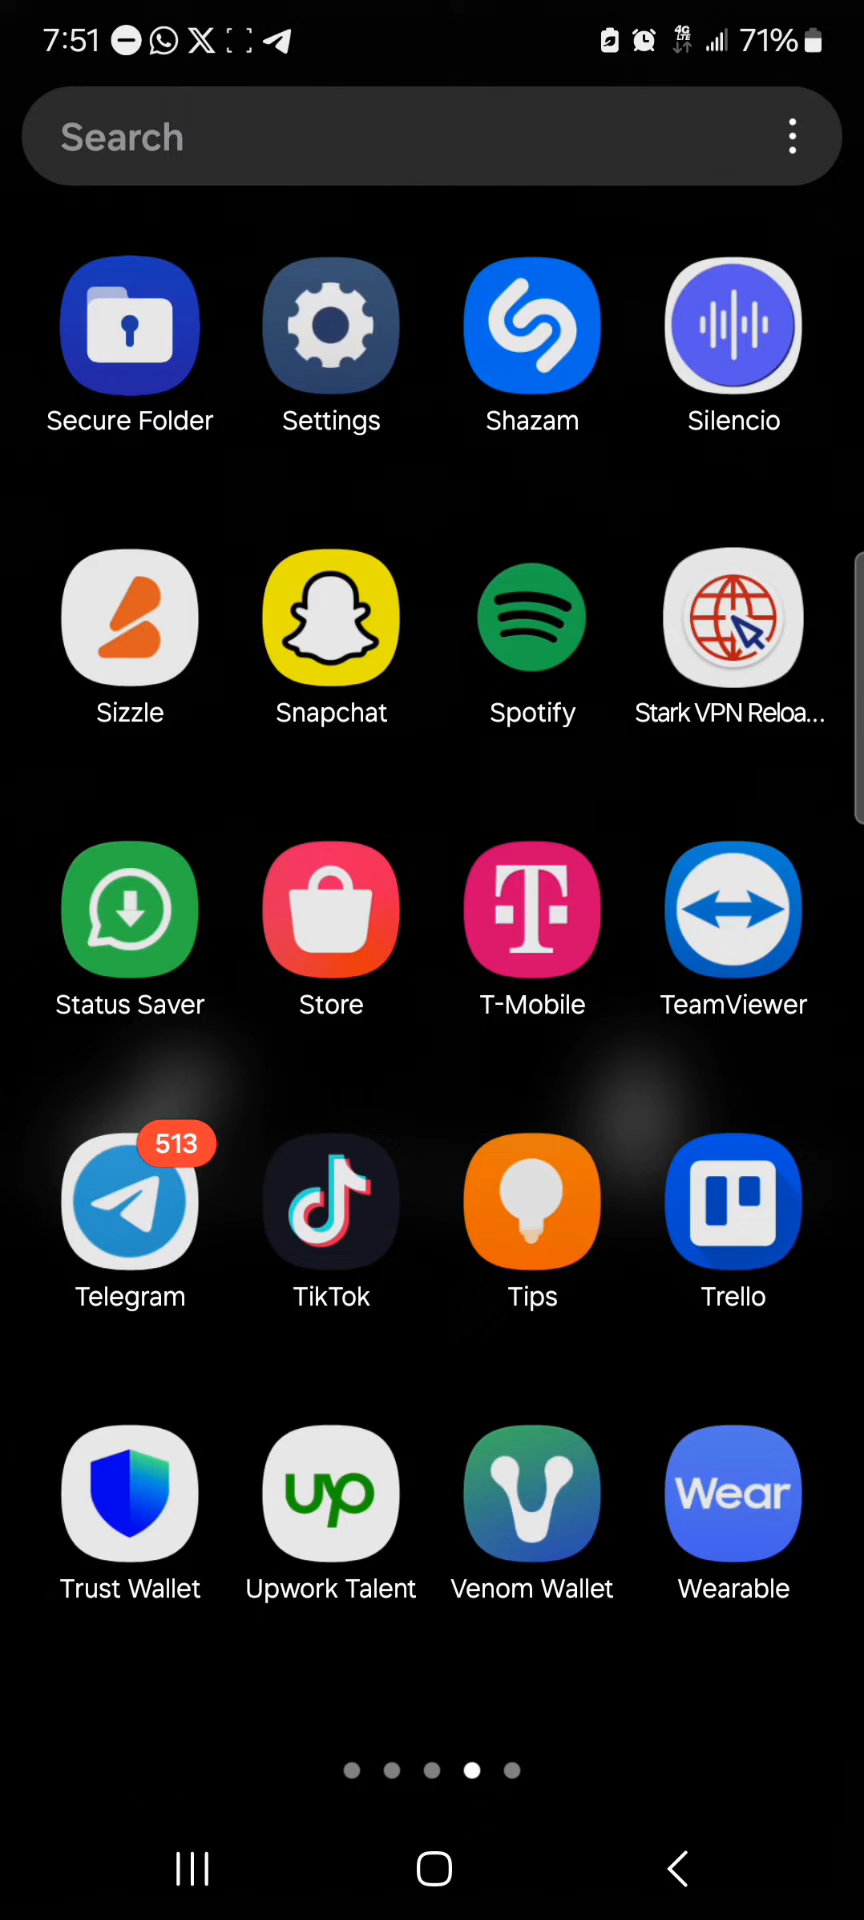 7:51 71%
Search
Secure Folder Settings Shazam Silencio
Sizzle Snapchat Spotify Stark VPN Reloa...
Status Saver Store T-Mobile TeamViewer
513
Telegram TikTok Tips Trello
up Wear
Trust Wallet Upwork Talent Venom Wallet Wearable